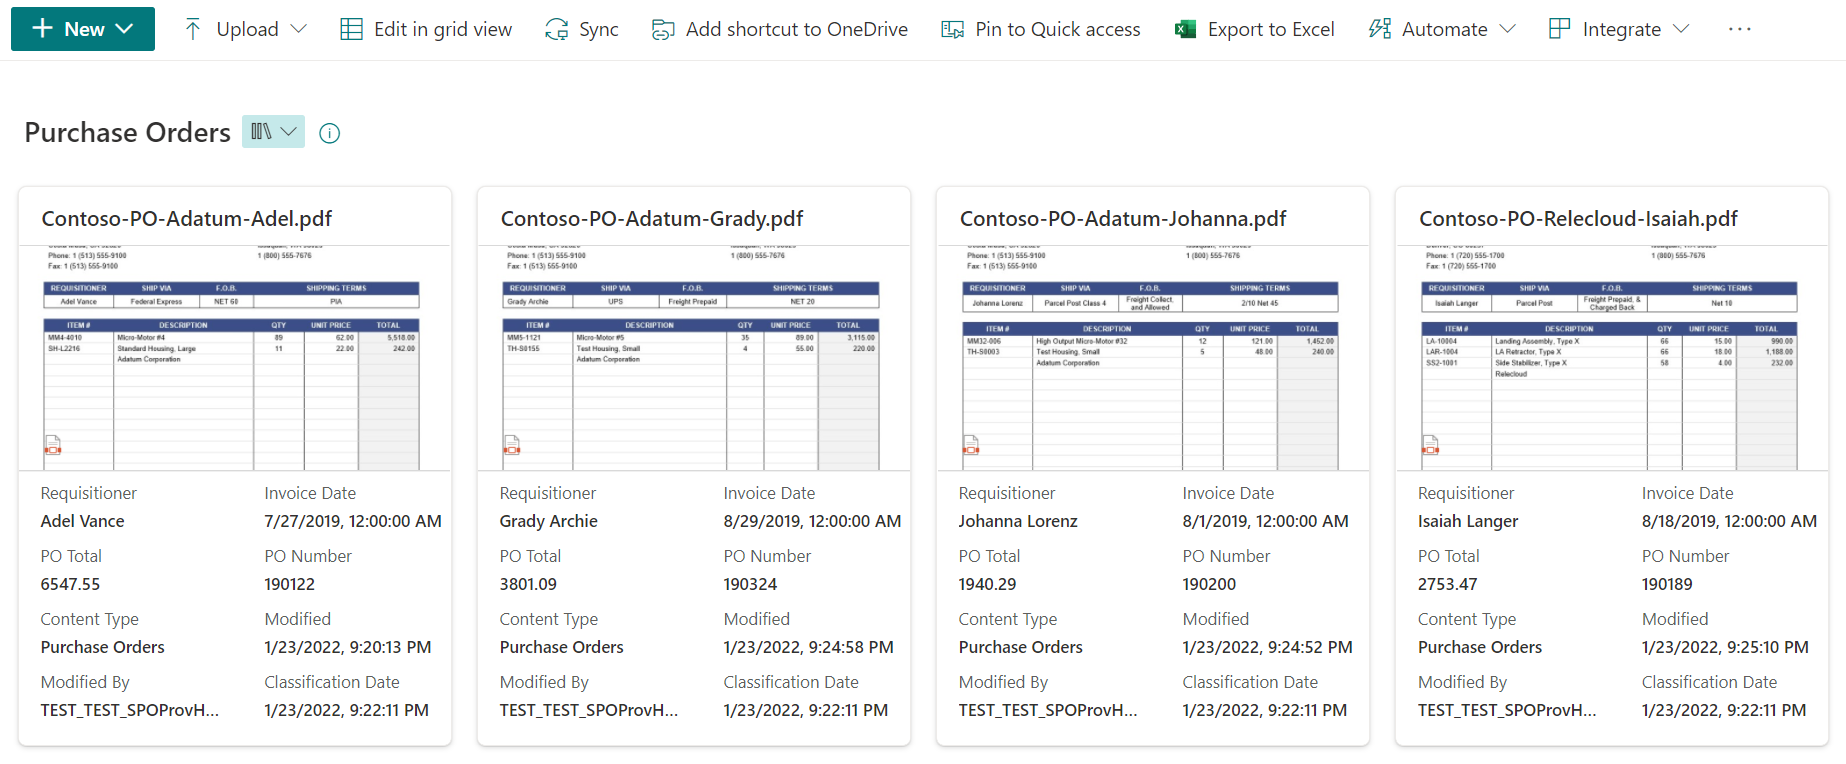 New Upload Edit in grid view Sync Add shortcut to OneDrive Pin to Quick access Export to Excel Automate Integrate ...
Purchase Orders
Contoso-PO-Adatum-Adel.pdf
Phone: 1 (513) 555-9100 1 (800) 555-7676
Fax: 1 (513) 555-9100
REQUISITIONER SHIP VIA F.O.B. SHIPPING TERMS
Adel Vance Federal Express NET 60 PIA
ITEM # DESCRIPTION QTY UNIT PRICE TOTAL
MM4-4010 Micro-Motor #4 89 62.00 5,518.00
SH-L2216 Standard Housing, Large 11 22.00 242.00
Adatum Corporation
Requisitioner Invoice Date
Adel Vance 7/27/2019, 12:00:00 AM
PO Total PO Number
6547.55 190122
Content Type Modified
Purchase Orders 1/23/2022, 9:20:13 PM
Modified By Classification Date
TEST_TEST_SPOProvH... 1/23/2022, 9:22:11 PM
Contoso-PO-Adatum-Grady.pdf
Phone: 1 (513) 555-9100 1 (800) 555-7676
Fax: 1 (513) 555-9100
REQUISITIONER SHIP VIA F.O.B. SHIPPING TERMS
Grady Archie UPS Freight Prepaid NET 20
ITEM # DESCRIPTION QTY UNIT PRICE TOTAL
MM5-1121 Micro-Motor #5 35 89.00 3,115.00
TH-S0155 Test Housing, Small 4 55.00 220.00
Adatum Corporation
Requisitioner Invoice Date
Grady Archie 8/29/2019, 12:00:00 AM
PO Total PO Number
3801.09 190324
Content Type Modified
Purchase Orders 1/23/2022, 9:24:58 PM
Modified By Classification Date
TEST_TEST_SPOProvH... 1/23/2022, 9:22:11 PM
Contoso-PO-Adatum-Johanna.pdf
Phone: 1 (513) 555-9100 1 (800) 555-7676
Fax: 1 (513) 555-9100
REQUISITIONER SHIP VIA F.O.B. SHIPPING TERMS
Johanna Lorenz Parcel Post Class 4 Freight Collect, 2/10 Net 45
and Allowed
ITEM # DESCRIPTION QTY UNIT PRICE TOTAL
MM32-006 High Output Micro-Motor #32 12 121.00 1,452.00
TH-S0003 Test Housing, Small 5 48.00 240.00
Adatum Corporation
Requisitioner Invoice Date
Johanna Lorenz 8/1/2019, 12:00:00 AM
PO Total PO Number
1940.29 190200
Content Type Modified
Purchase Orders 1/23/2022, 9:24:52 PM
Modified By Classification Date
TEST_TEST_SPOProvH... 1/23/2022, 9:22:11 PM
Contoso-PO-Relecloud-Isaiah.pdf
Phone: 1 (720) 555-1700 1 (800) 555-7676
Fax: 1 (720) 555-1700
REQUISITIONER SHIP VIA F.O.B. SHIPPING TERMS
Isaiah Langer Parcel Post Freight Prepaid, & Net 10
Charged Back
ITEM # DESCRIPTION QTY UNIT PRICE TOTAL
LA-10004 Landing Assembly, Type X 66 15.00 990.00
LAR-1004 LA Retractor, Type X 66 18.00 1,188.00
SS2-1001 Side Stabilizer, Type X 58 4.00 232.00
Relecloud
Requisitioner Invoice Date
Isaiah Langer 8/18/2019, 12:00:00 AM
PO Total PO Number
2753.47 190189
Content Type Modified
Purchase Orders 1/23/2022, 9:25:10 PM
Modified By Classification Date
TEST_TEST_SPOProvH... 1/23/2022, 9:22:11 PM